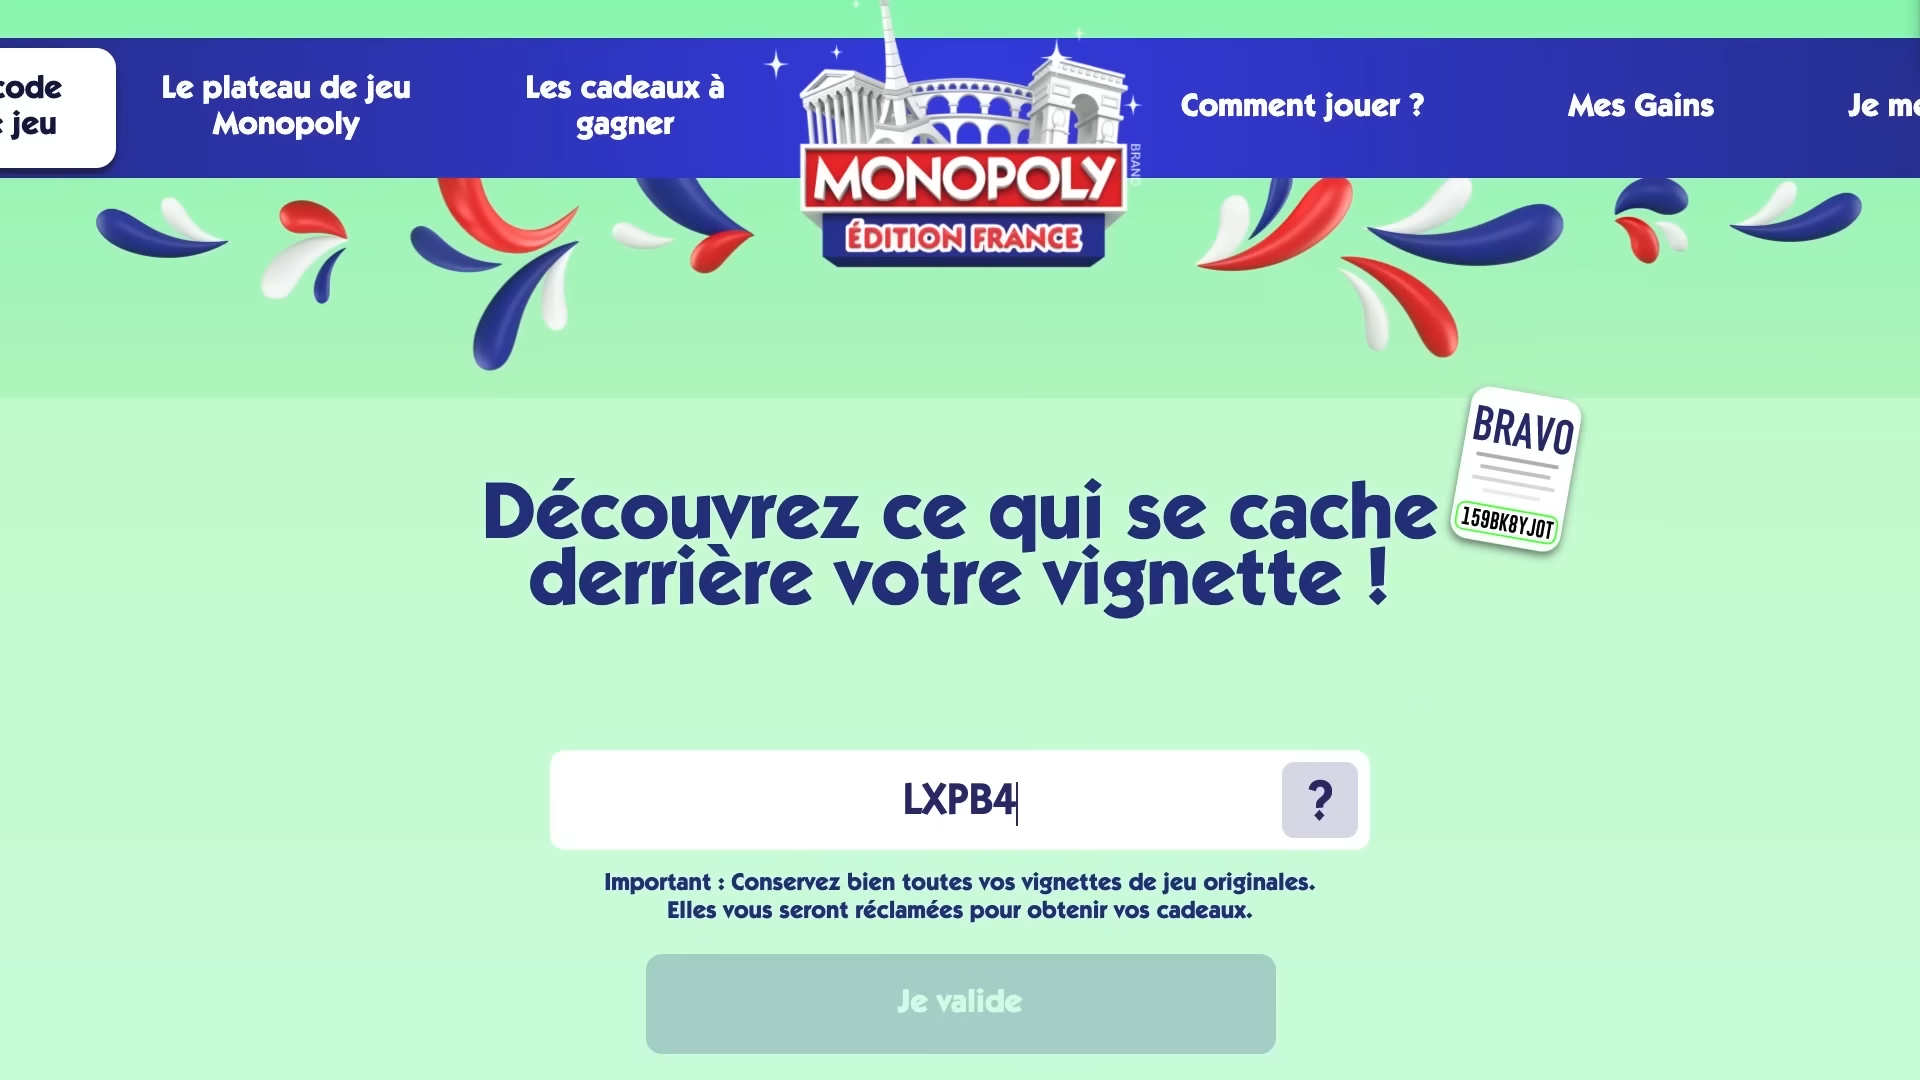 code
jeu
Le plateau de jeu
Monopoly
Les cadeaux à
gagner
MONOPOLY
BRAND
ÉDITION FRANCE
Comment jouer ?
Mes Gains
Je
BRAVO
159BK8YJ0T
Découvrez ce qui se cache
derrière votre vignette !
LXPB4
?
Important : Conservez bien toutes vos vignettes de jeu originales.
Elles vous seront réclamées pour obtenir vos cadeaux.
Je valide